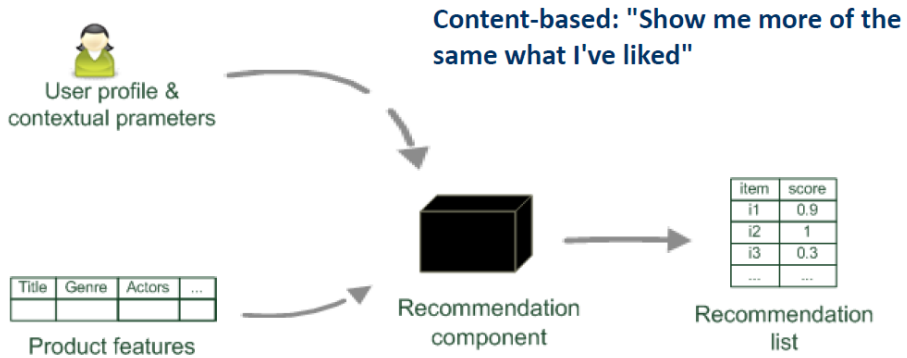 Content-based: "Show me more of the
same what I've liked"
User profile &
contextual prameters
Title Genre Actors ...
Product features
Recommendation
component
item score
i1 0.9
i2 1
i3 0.3
... ...
Recommendation
list